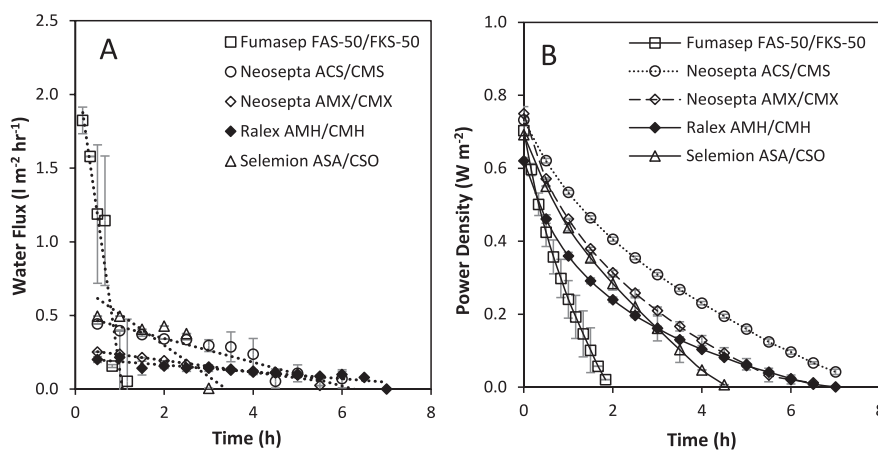 A
Fumasep FAS-50/FKS-50
Neosepta ACS/CMS
Neosepta AMX/CMX
Ralex AMH/CMH
Selemion ASA/CSO
Water Flux (l m⁻² hr⁻¹)
2.5
2.0
1.5
1.0
0.5
0.0
0 2 4 6 8
Time (h)
B
Fumasep FAS-50/FKS-50
Neosepta ACS/CMS
Neosepta AMX/CMX
Ralex AMH/CMH
Selemion ASA/CSO
Power Density (W m⁻²)
1.0
0.8
0.6
0.4
0.2
0.0
0 2 4 6 8
Time (h)